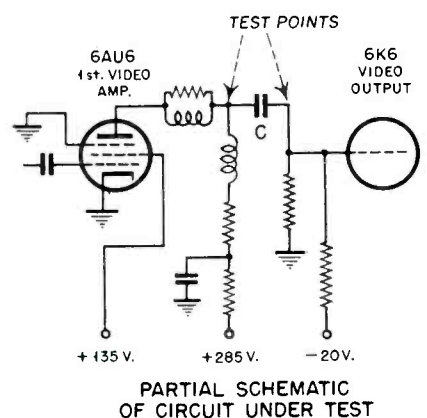 TEST POINTS
6AU6
1st. VIDEO
AMP.
6K6
VIDEO
OUTPUT
C
+135 V.
+285 V.
−20V.
PARTIAL SCHEMATIC
OF CIRCUIT UNDER TEST